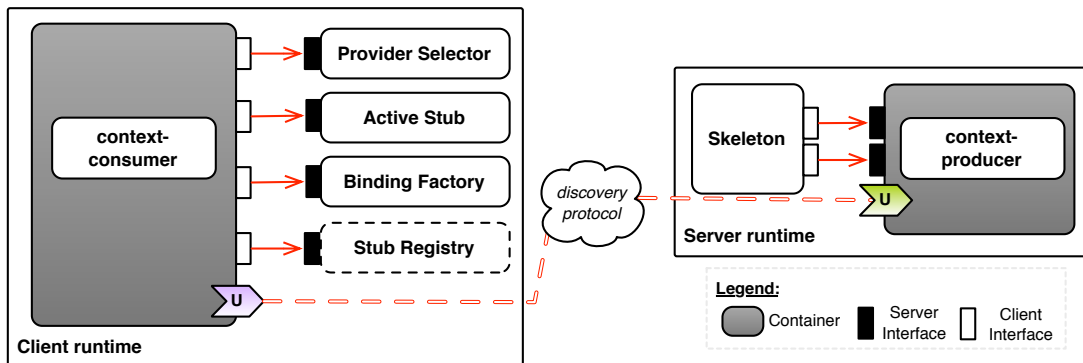 context-
consumer
Provider Selector
Active Stub
Binding Factory
Stub Registry
U
Client runtime
discovery
protocol
Skeleton
context-
producer
U
Server runtime
Legend:
Container
Server
Interface
Client
Interface